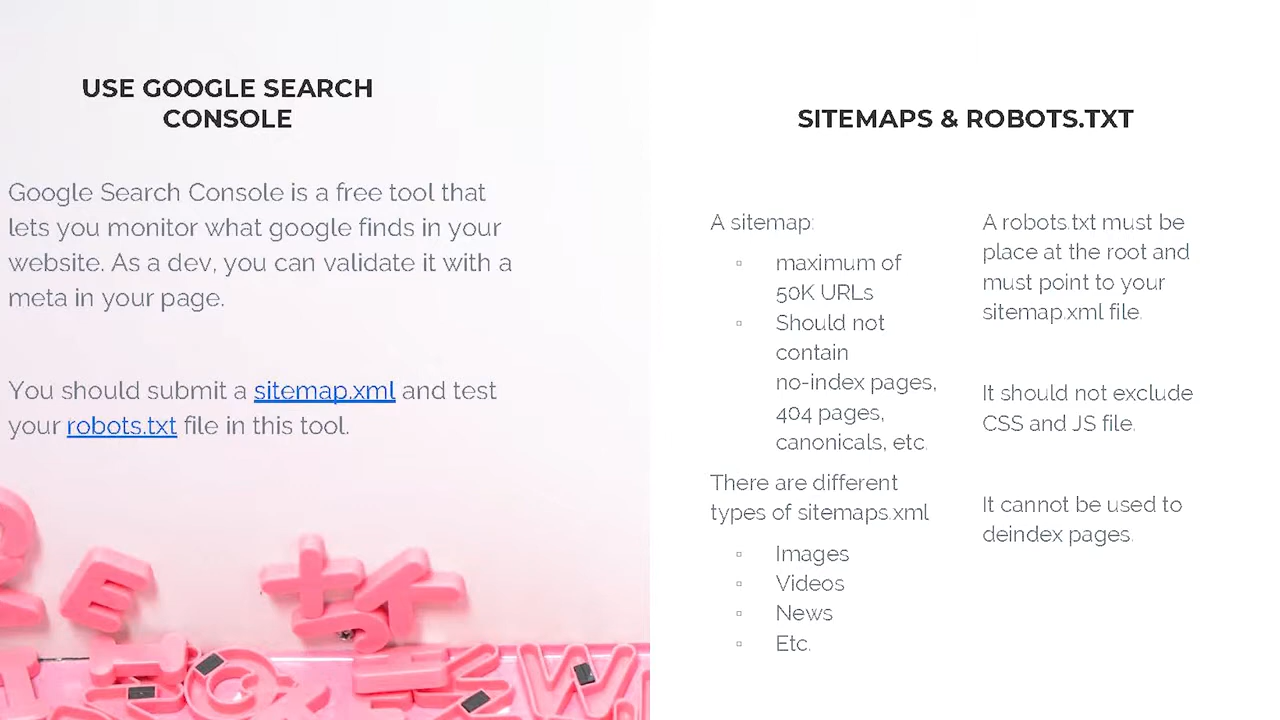 USE GOOGLE SEARCH
CONSOLE
Google Search Console is a free tool that
lets you monitor what google finds in your
website. As a dev, you can validate it with a
meta in your page.
You should submit a sitemap.xml and test
your robots.txt file in this tool.
SITEMAPS & ROBOTS.TXT
A sitemap:
maximum of
50K URLs
Should not
contain
no-index pages,
404 pages,
canonicals, etc.
There are different
types of sitemaps.xml
Images
Videos
News
Etc.
A robots.txt must be
place at the root and
must point to your
sitemap.xml file.
It should not exclude
CSS and JS file.
It cannot be used to
deindex pages.